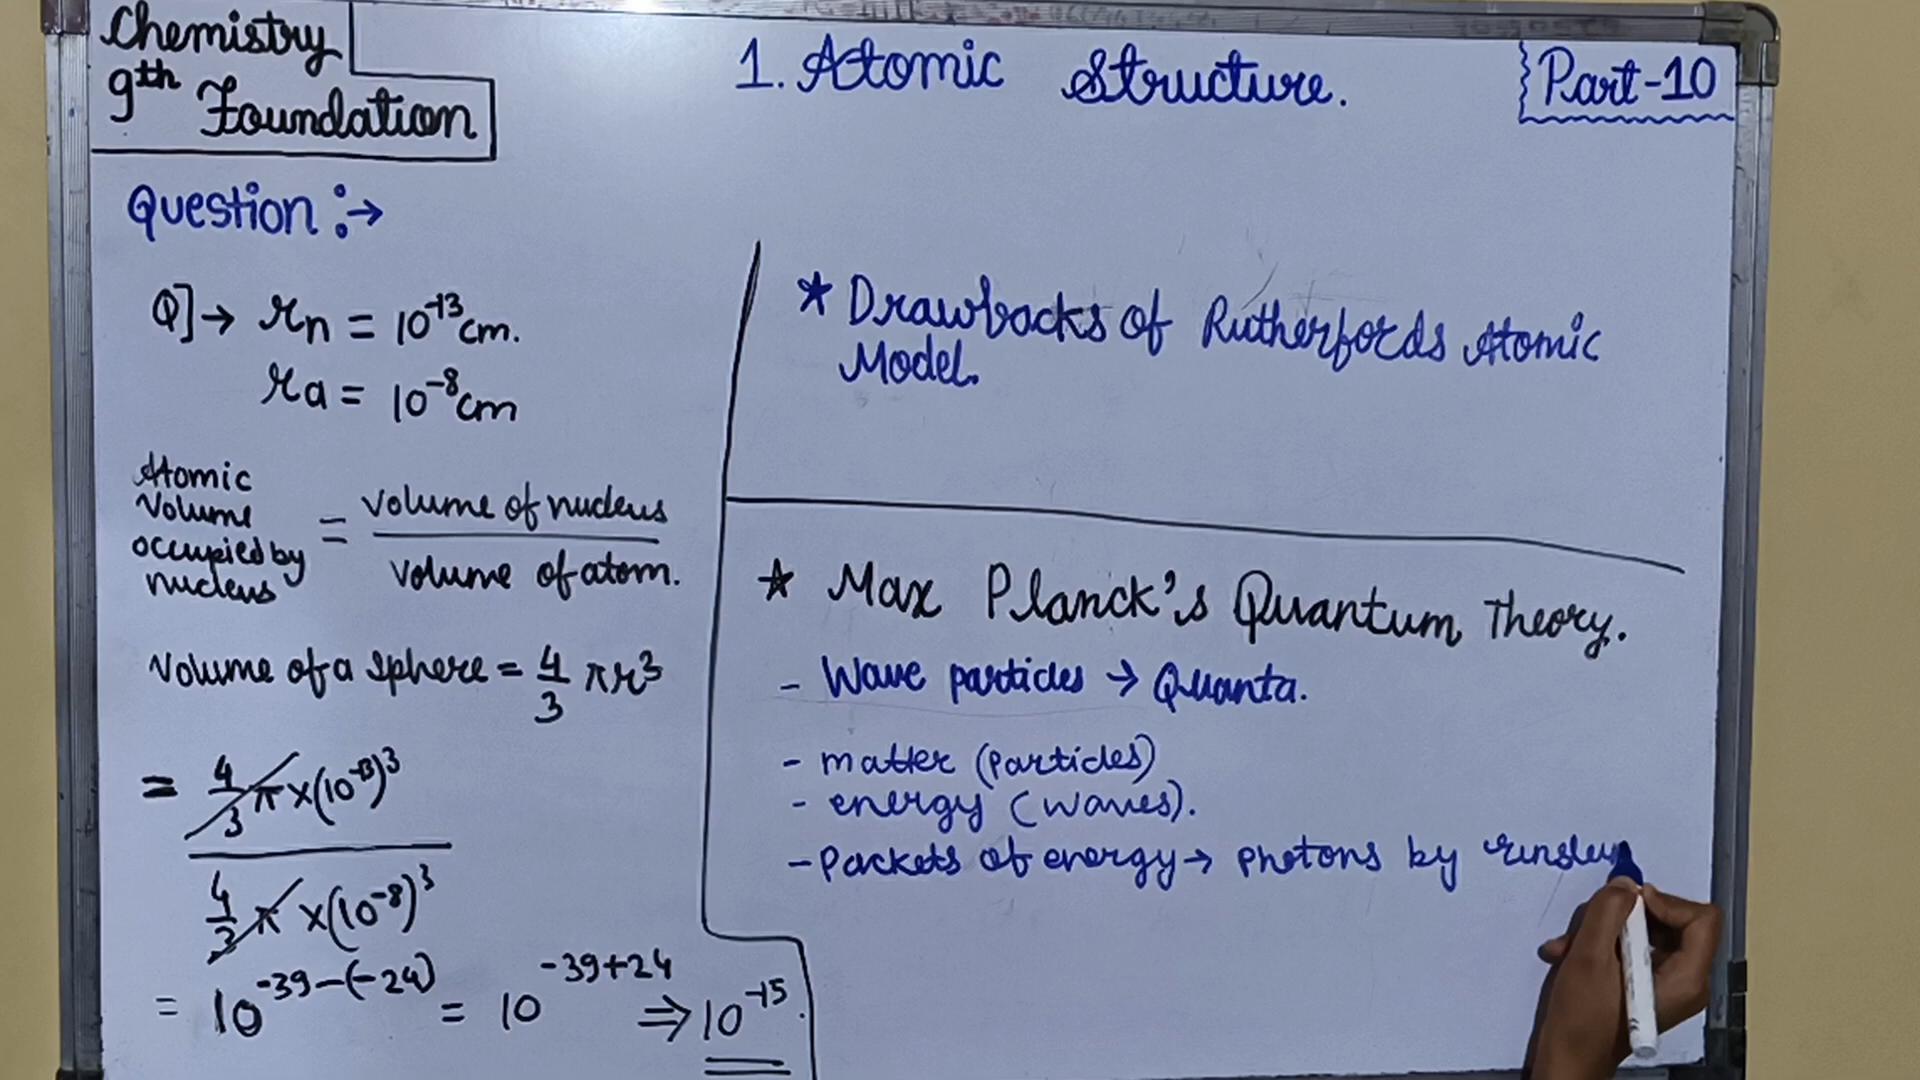 Chemistry
9th Foundation
1. Atomic Structure.
Part-10
Question :→
Q]→ rn = 10^-13 cm.
ra = 10^-8 cm
Atomic
Volume
occupied by
nucleus
= volume of nucleus
volume of atom.
Volume of a sphere = 4/3 πr^3
= 4/3 π × (10^-13)^3
4/3 π × (10^-8)^3
= 10^-39-(-24) = 10^-39+24 ⇒ 10^-15.
* Drawbacks of Rutherfords Atomic
Model.
* Max Planck's Quantum Theory.
- Wave particles → Quanta.
- matter (particles)
- energy (waves).
- Packets of energy → photons by